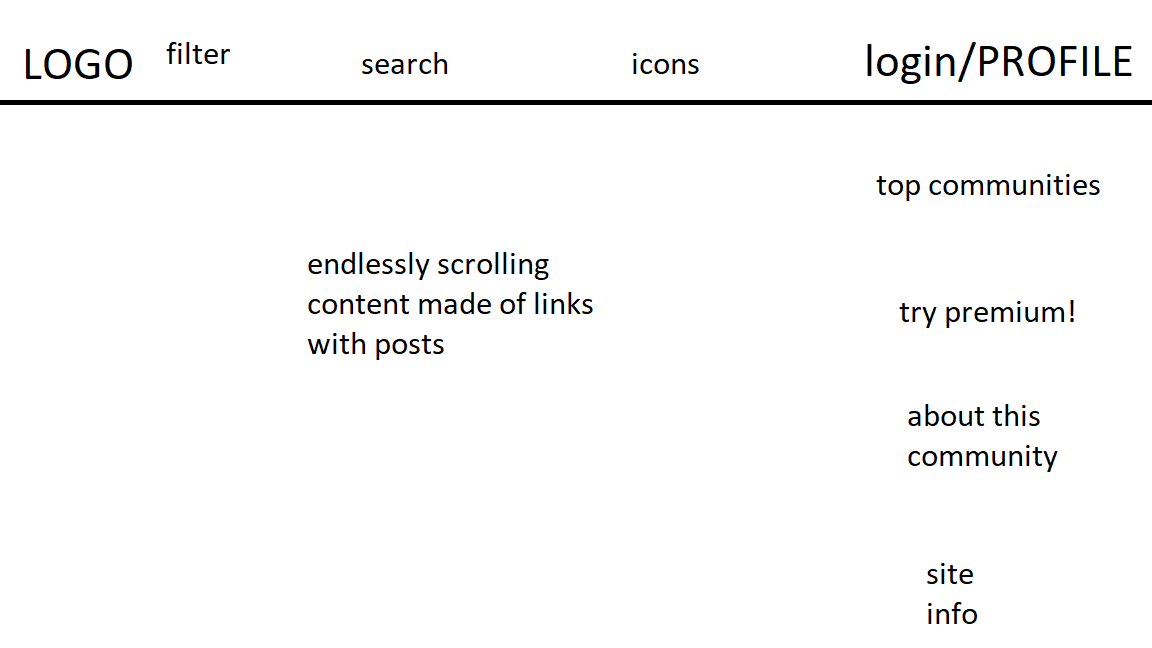 LOGO filter search icons login/PROFILE
top communities
endlessly scrolling
content made of links
with posts
try premium!
about this
community
site
info